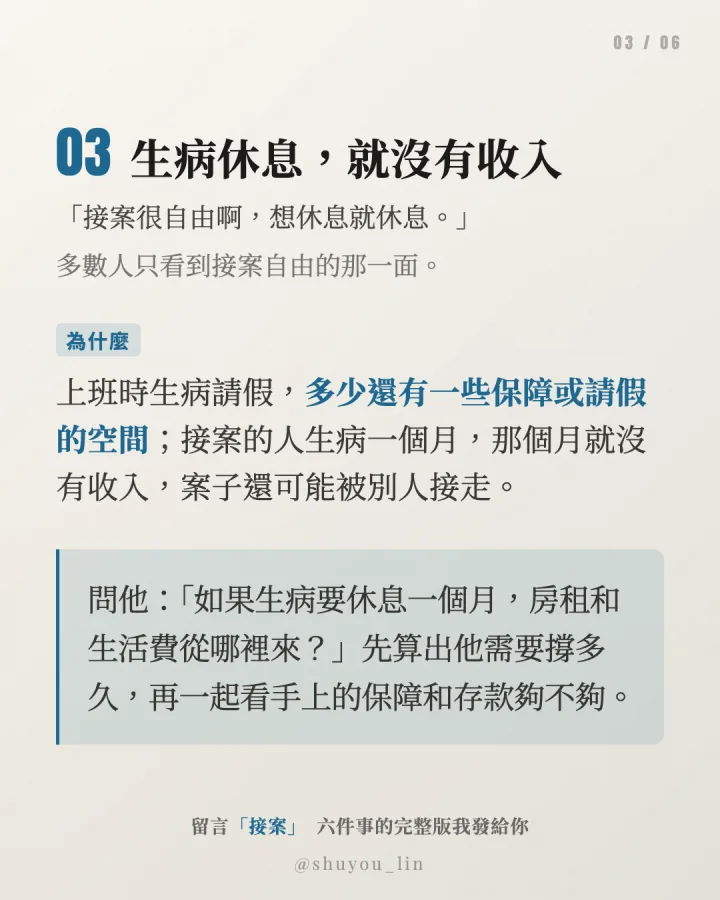 03 / 06
03 生病休息，就沒有收入
「接案很自由啊，想休息就休息。」
多數人只看到接案自由的那一面。
為什麼
上班時生病請假，多少還有一些保障或請假
的空間；接案的人生病一個月，那個月就沒
有收入，案子還可能被別人接走。
問他：「如果生病要休息一個月，房租和
生活費從哪裡來？」先算出他需要撐多
久，再一起看手上的保障和存款夠不夠。
留言「接案」 六件事的完整版我發給你
@shuyou_lin